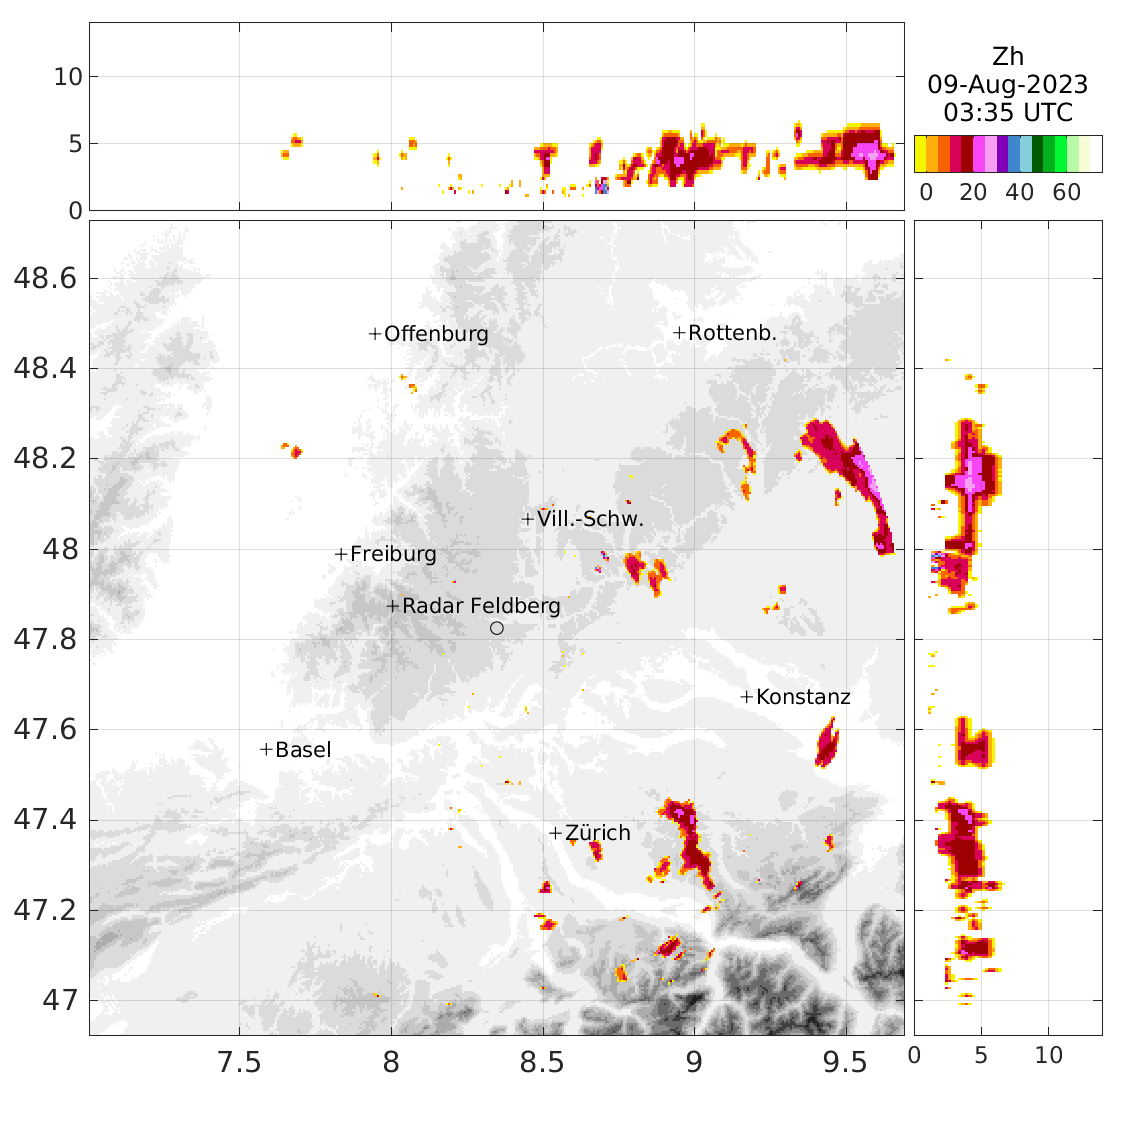 10
5
0
Zh
09-Aug-2023
03:35 UTC
0 20 40 60
48.6
48.4
48.2
48
47.8
47.6
47.4
47.2
47
+Offenburg
+Rottenb.
+Vill.-Schw.
+Freiburg
+Radar Feldberg
+Konstanz
+Basel
+Zürich
7.5 8 8.5 9 9.5
0 5 10